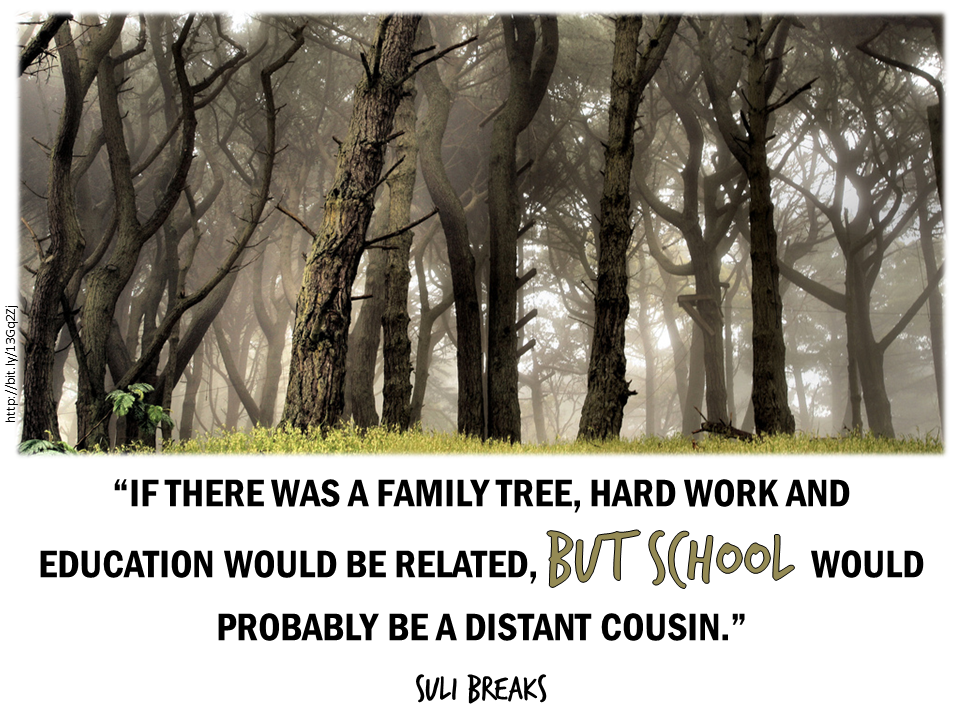 http://bit.ly/13Gq2Zj
“IF THERE WAS A FAMILY TREE, HARD WORK AND
EDUCATION WOULD BE RELATED, BUT SCHOOL WOULD
PROBABLY BE A DISTANT COUSIN.”
SULI BREAKS